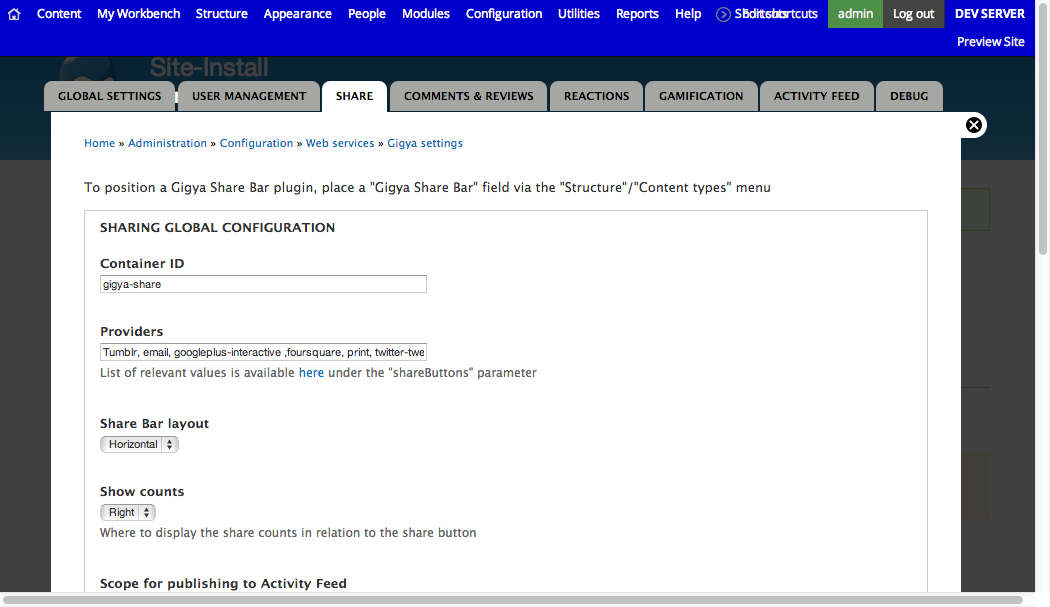 Content My Workbench Structure Appearance People Modules Configuration Utilities Reports Help admin Log out DEV SERVER
Preview Site
Site-Install
GLOBAL SETTINGS USER MANAGEMENT SHARE COMMENTS & REVIEWS REACTIONS GAMIFICATION ACTIVITY FEED DEBUG
Home » Administration » Configuration » Web services » Gigya settings
To position a Gigya Share Bar plugin, place a "Gigya Share Bar" field via the "Structure"/"Content types" menu
SHARING GLOBAL CONFIGURATION
Container ID
gigya-share
Providers
Tumblr, email, googleplus-interactive ,foursquare, print, twitter-twe
List of relevant values is available here under the "shareButtons" parameter
Share Bar layout
Horizontal
Show counts
Right
Where to display the share counts in relation to the share button
Scope for publishing to Activity Feed